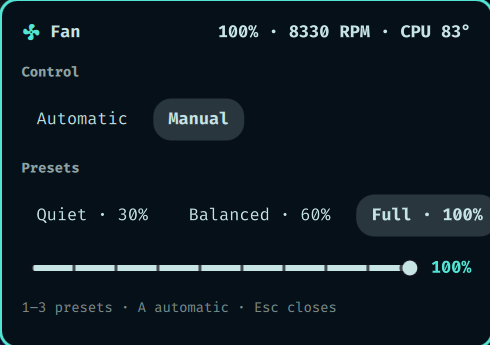 Fan 100% · 8330 RPM · CPU 83°
Control
Automatic Manual
Presets
Quiet · 30% Balanced · 60% Full · 100%
100%
1–3 presets · A automatic · Esc closes